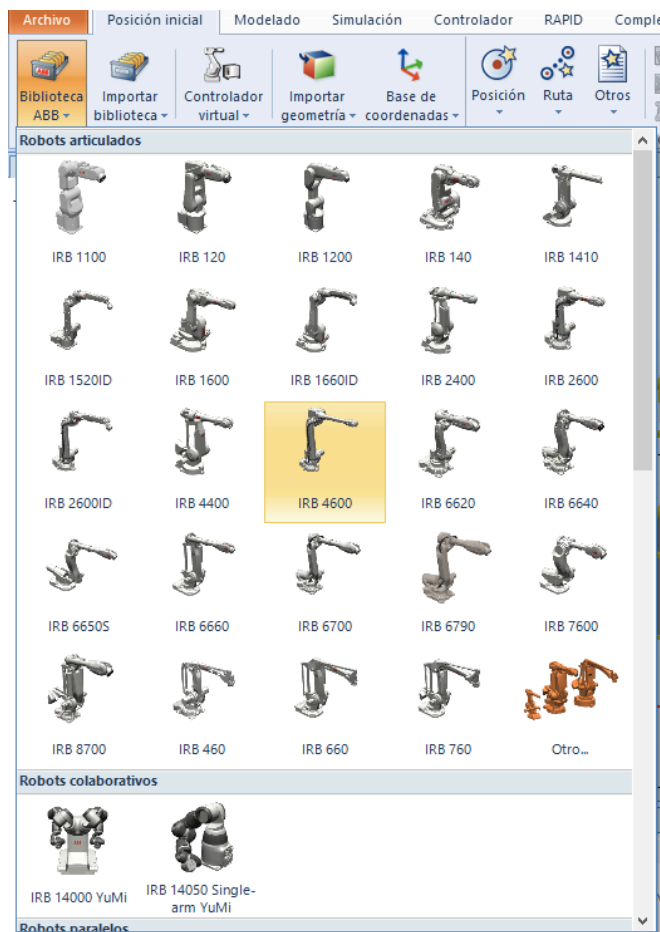 Archivo Posición inicial Modelado Simulación Controlador RAPID Comple
Biblioteca ABB Importar biblioteca Controlador virtual Importar geometría Base de coordenadas Posición Ruta Otros
Robots articulados
IRB 1100 IRB 120 IRB 1200 IRB 140 IRB 1410
IRB 1520ID IRB 1600 IRB 1660ID IRB 2400 IRB 2600
IRB 2600ID IRB 4400 IRB 4600 IRB 6620 IRB 6640
IRB 6650S IRB 6660 IRB 6700 IRB 6790 IRB 7600
IRB 8700 IRB 460 IRB 660 IRB 760 Otro...
Robots colaborativos
IRB 14000 YuMi IRB 14050 Single-
arm YuMi
Robots paralelos